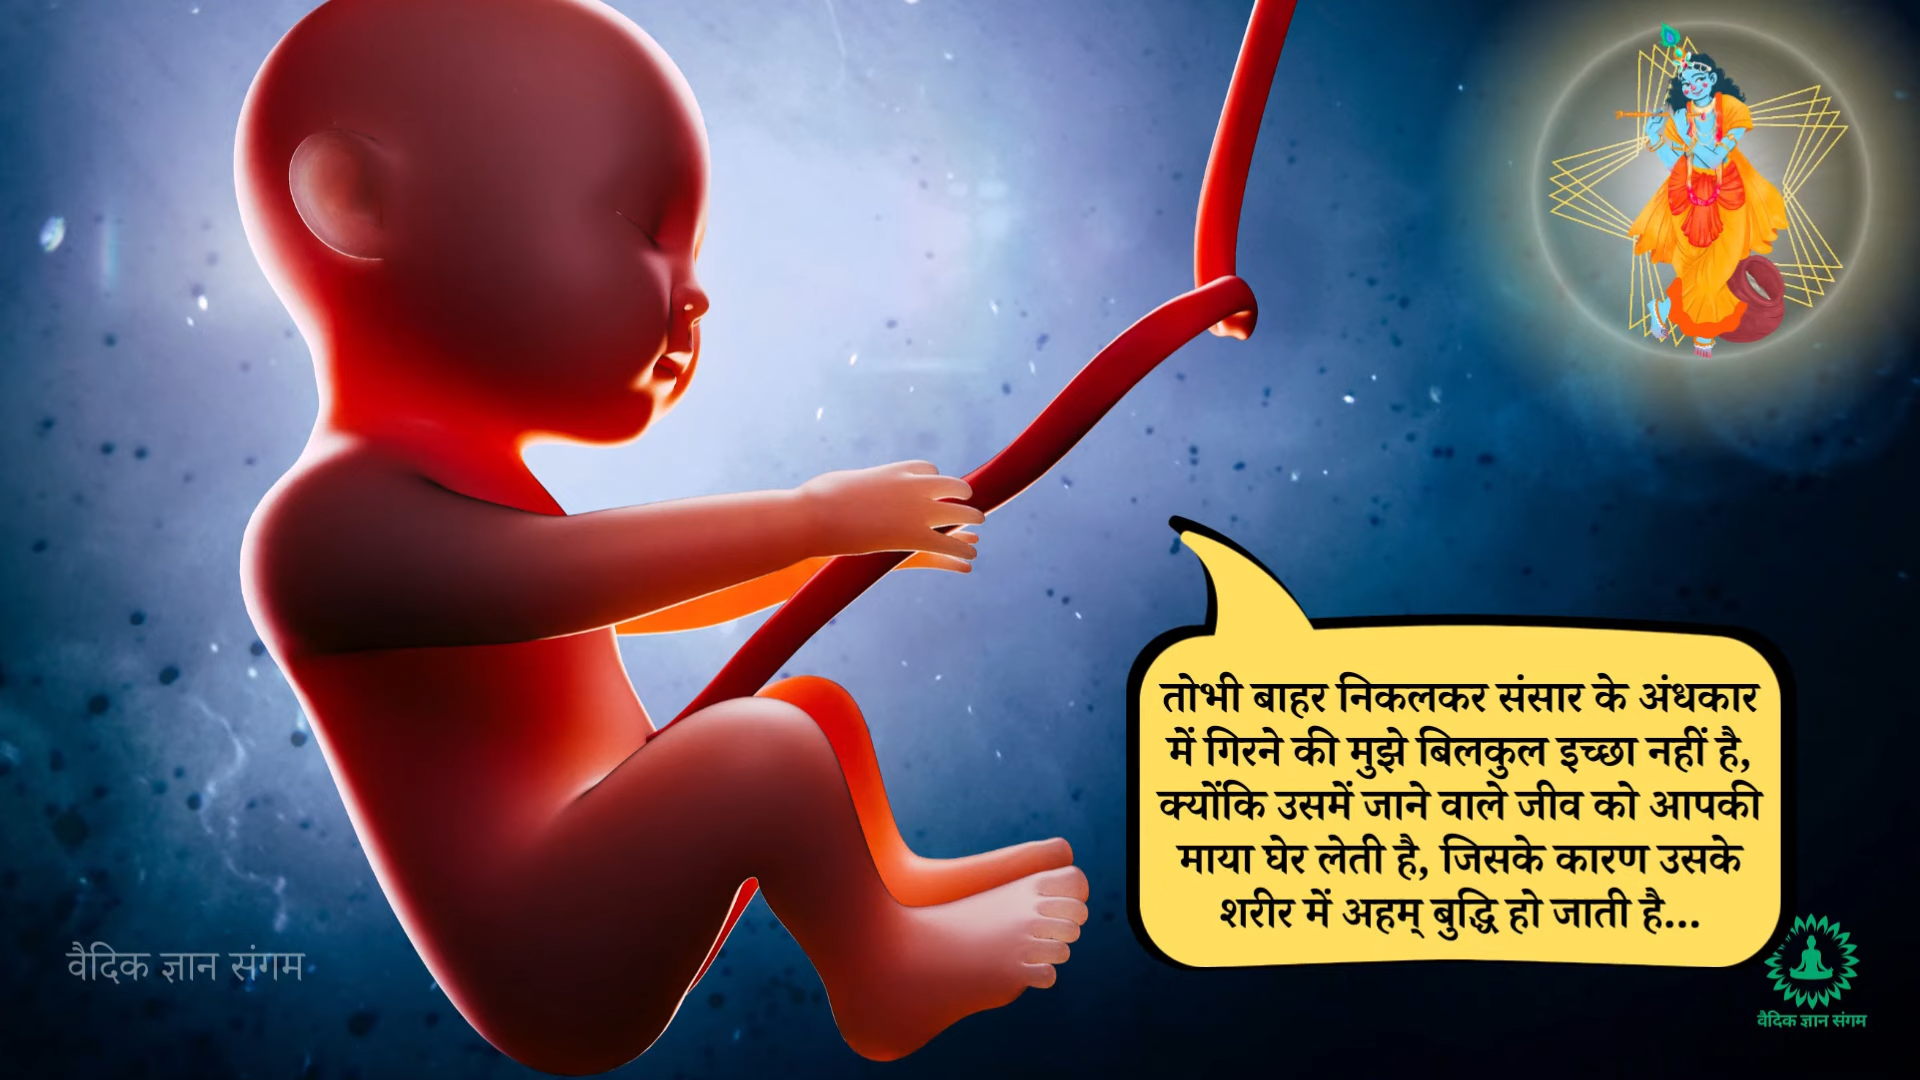 तोभी बाहर निकलकर संसार के अंधकार
में गिरने की मुझे बिलकुल इच्छा नहीं है,
क्योंकि उसमें जाने वाले जीव को आपकी
माया घेर लेती है, जिसके कारण उसके
शरीर में अहम् बुद्धि हो जाती है...
वैदिक ज्ञान संगम
वैदिक ज्ञान संगम